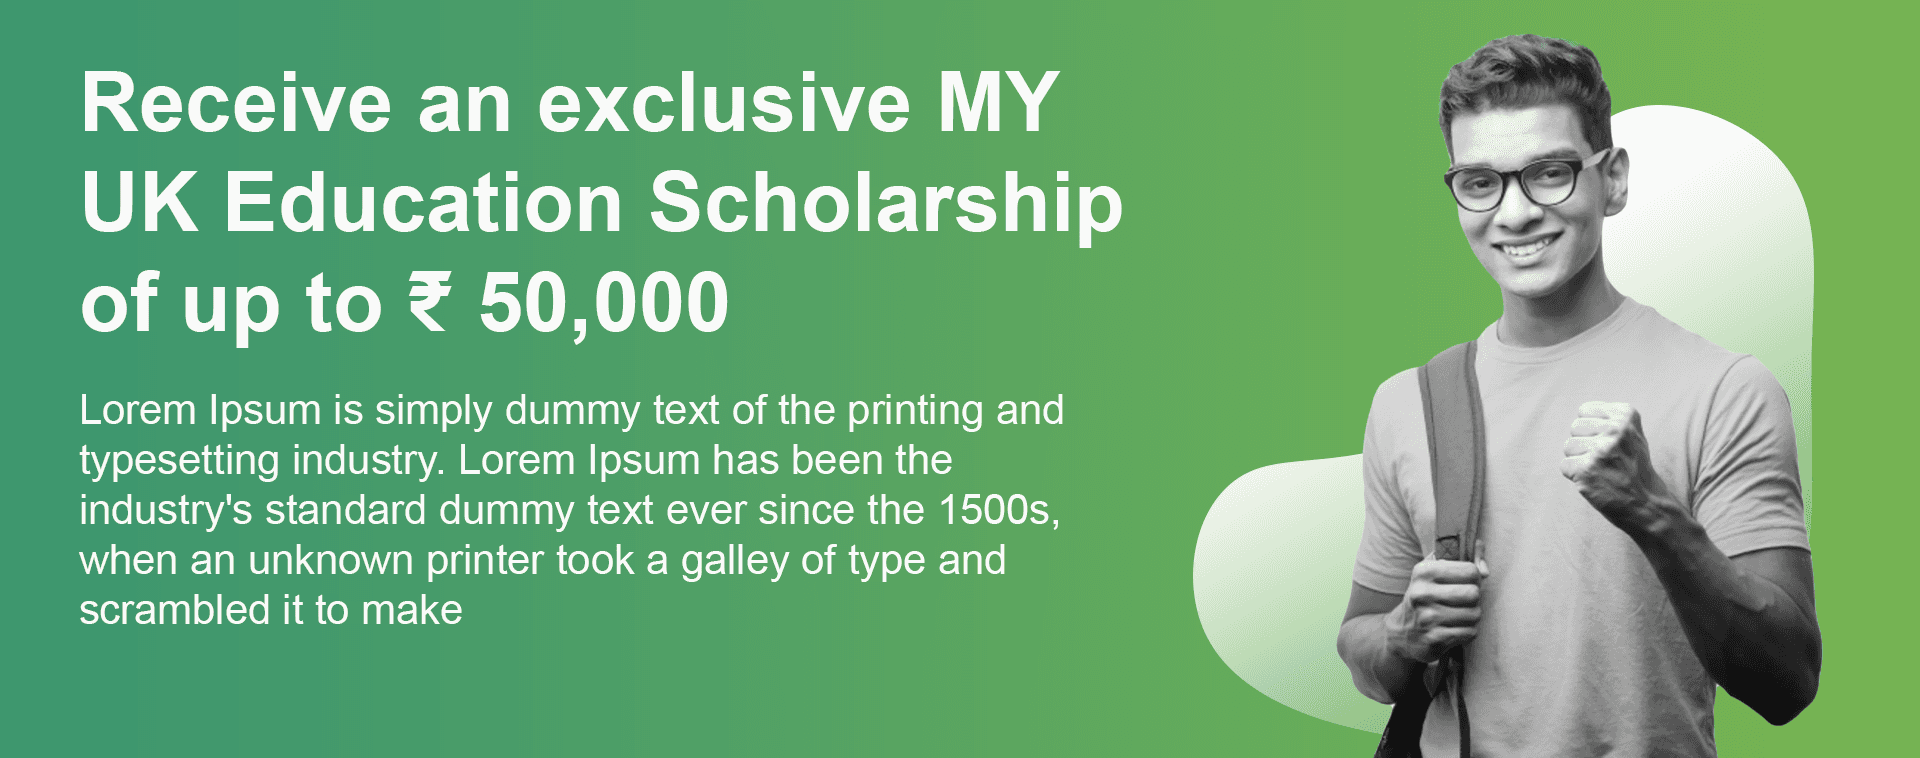 Receive an exclusive MY
UK Education Scholarship
of up to ₹ 50,000
Lorem Ipsum is simply dummy text of the printing and
typesetting industry. Lorem Ipsum has been the
industry's standard dummy text ever since the 1500s,
when an unknown printer took a galley of type and
scrambled it to make